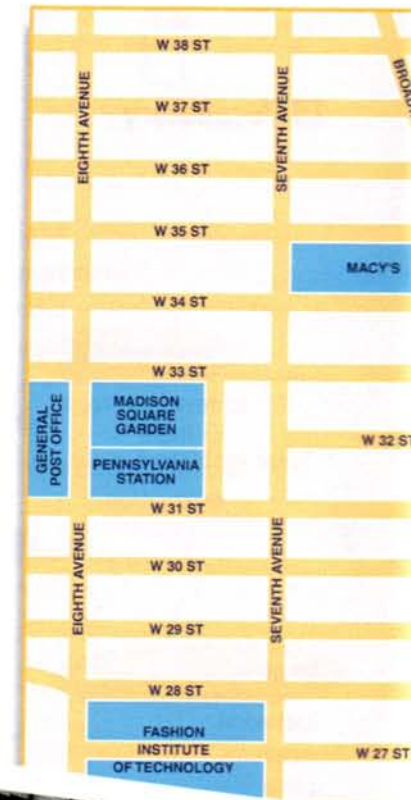 W 38 ST
EIGHTH AVENUE
SEVENTH AVENUE
W 37 ST
W 36 ST
W 35 ST
MACY'S
W 34 ST
W 33 ST
GENERAL
POST OFFICE
MADISON
SQUARE
GARDEN
PENNSYLVANIA
STATION
W 32 ST
W 31 ST
EIGHTH AVENUE
SEVENTH AVENUE
W 30 ST
W 29 ST
W 28 ST
FASHION
INSTITUTE
OF TECHNOLOGY
W 27 ST